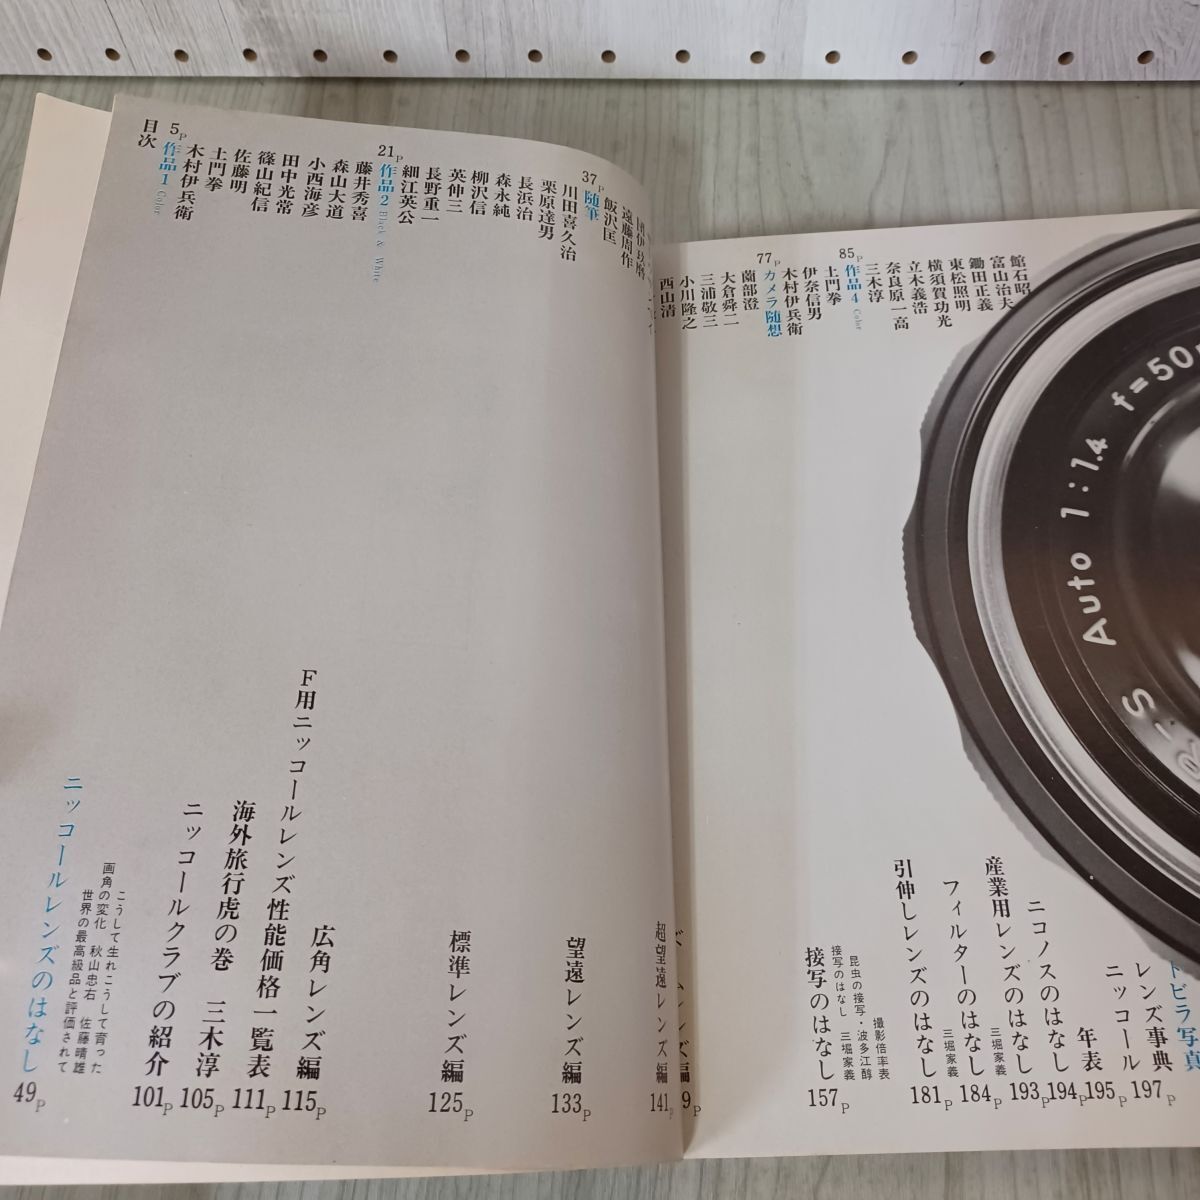 目次
5P 作品1 Color
木村伊兵衛
土門拳
佐藤明
篠山紀信
田中光常
小西海彦
森山大道
藤井秀喜
21P 作品2 Black & White
細江英公
長野重一
英伸三
柳沢信
森永純
長浜治
栗原達男
川田喜久治
37P 随筆
飯沢匡
遠藤周作
西山清
小川隆之
三浦敬三
大倉舜二
薗部澄
77P カメラ随想
木村伊兵衛
伊奈信男
土門拳
85P 作品4 Color
三木淳
奈良原一高
立木義浩
横須賀功光
東松照明
鋤田正義
富山治夫
館石昭
ニッコールレンズのはなし 49P
世界の最高級品と評価されて
画角の変化 秋山忠右 佐藤晴雄
こうして生れこうして育った
ニッコールクラブの紹介 101P
海外旅行虎の巻 三木淳 105P
F用ニッコールレンズ性能価格一覧表 111P
広角レンズ編 115P
標準レンズ編 125P
望遠レンズ編 133P
超望遠レンズ編 141P
9P
接写のはなし 157P
接写のはなし 三堀家義
昆虫の接写・波多江醇
撮影倍率表
引伸しレンズのはなし 181P
フィルターのはなし 184P
三堀家義
産業用レンズのはなし 193P
三堀家義
ニコノスのはなし 194P
年表 195P
ニッコール
レンズ事典 197P
トビラ写真
S Auto 1:1.4 f=50